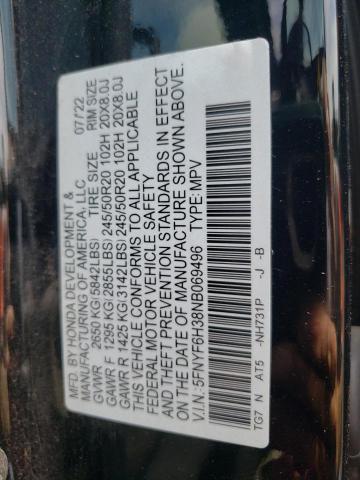 MFD. BY HONDA DEVELOPMENT & 07/22
MANUFACTURING OF AMERICA, LLC.
GVWR 2650 KG(5842LBS) TIRE SIZE RIM SIZE
GAWR F 1295 KG(2855LBS) 245/50R20 102H 20X8.0J
GAWR R 1425 KG(3142LBS) 245/50R20 102H 20X8.0J
THIS VEHICLE CONFORMS TO ALL APPLICABLE
FEDERAL MOTOR VEHICLE SAFETY
AND THEFT PREVENTION STANDARDS IN EFFECT
ON THE DATE OF MANUFACTURE SHOWN ABOVE.
V.I.N.:5FNYF6H38NB069496 TYPE:MPV
TG7 N AT5 -NH731P -J -B